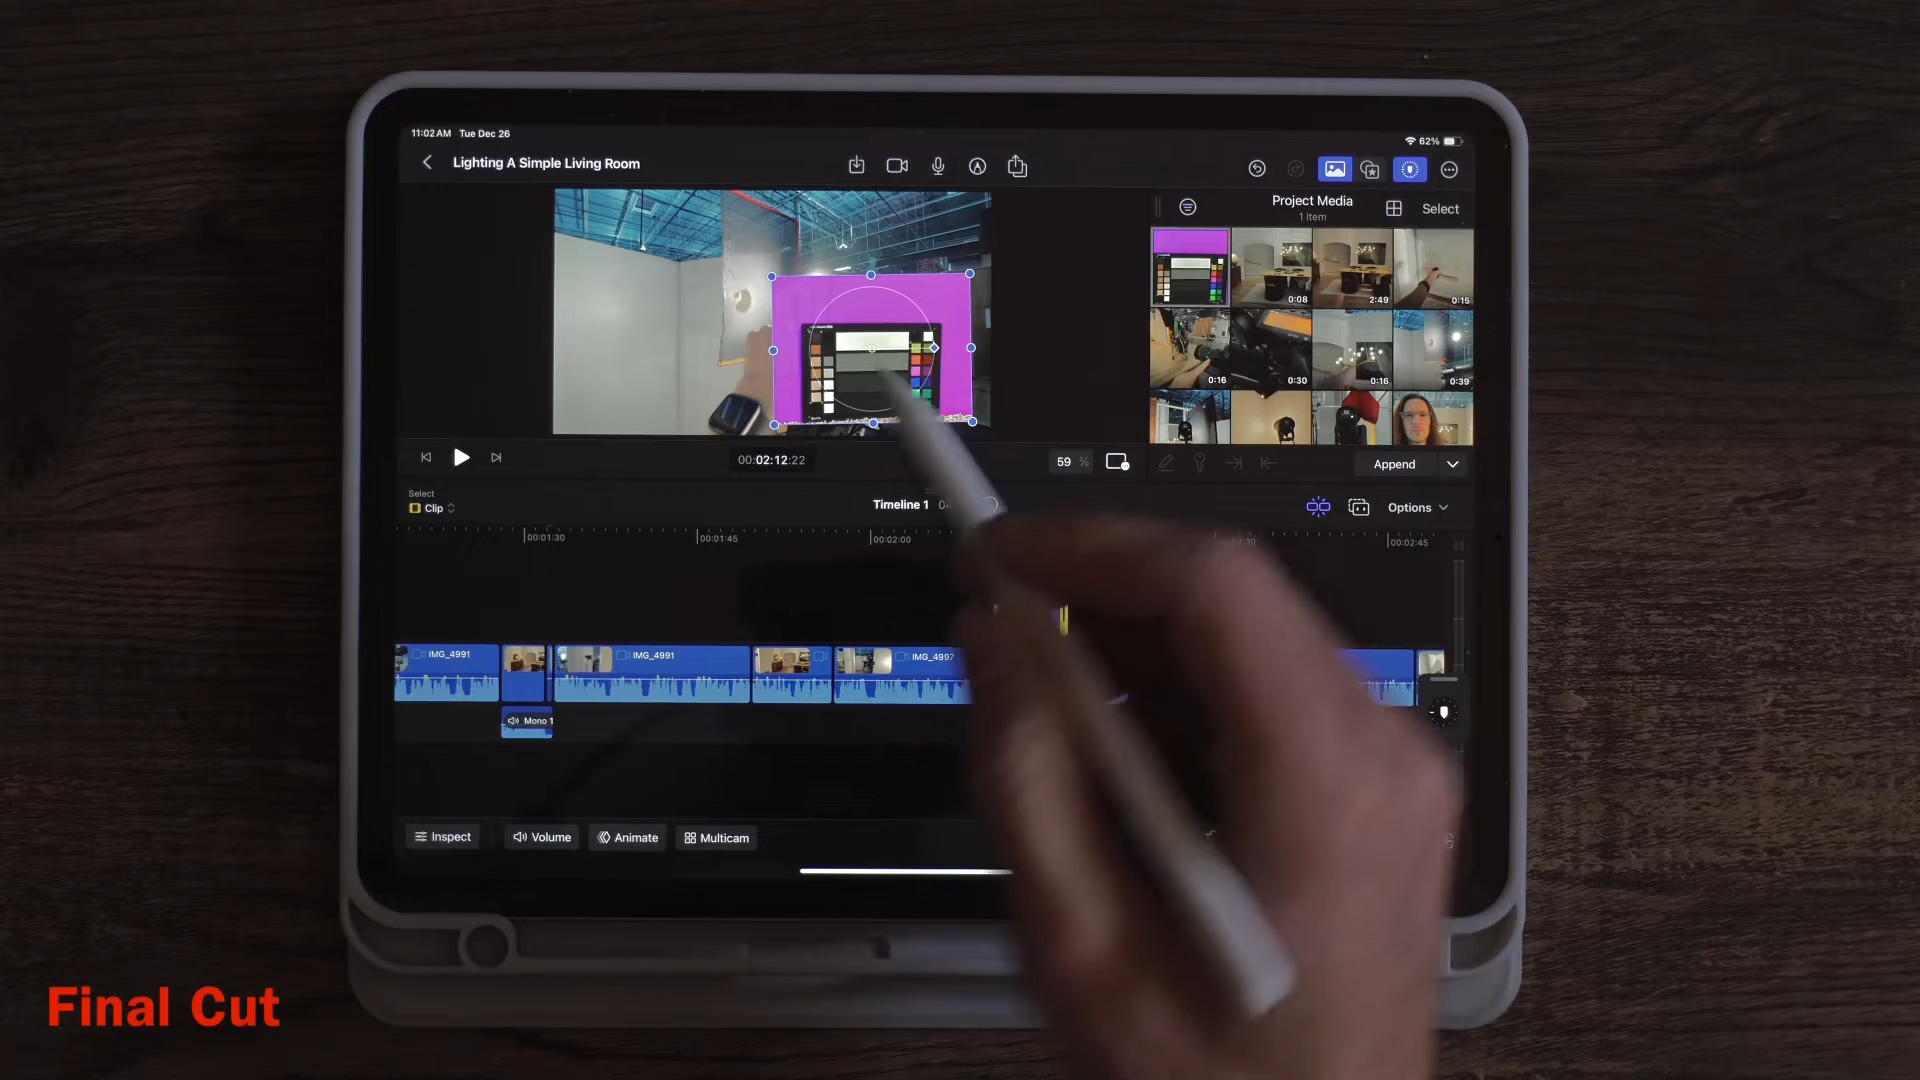 11:02 AM Tue Dec 26
62%
Lighting A Simple Living Room
Project Media
1 Item
Select
0:08
2:49
0:15
0:16
0:30
0:16
0:39
00:02:12:22
59 %
Append
Select
Clip
Timeline 1
Options
00:01:30
00:01:45
00:02:00
00:02:45
IMG_4991
IMG_4991
IMG_4997
Mono 1
Inspect
Volume
Animate
Multicam
Final Cut